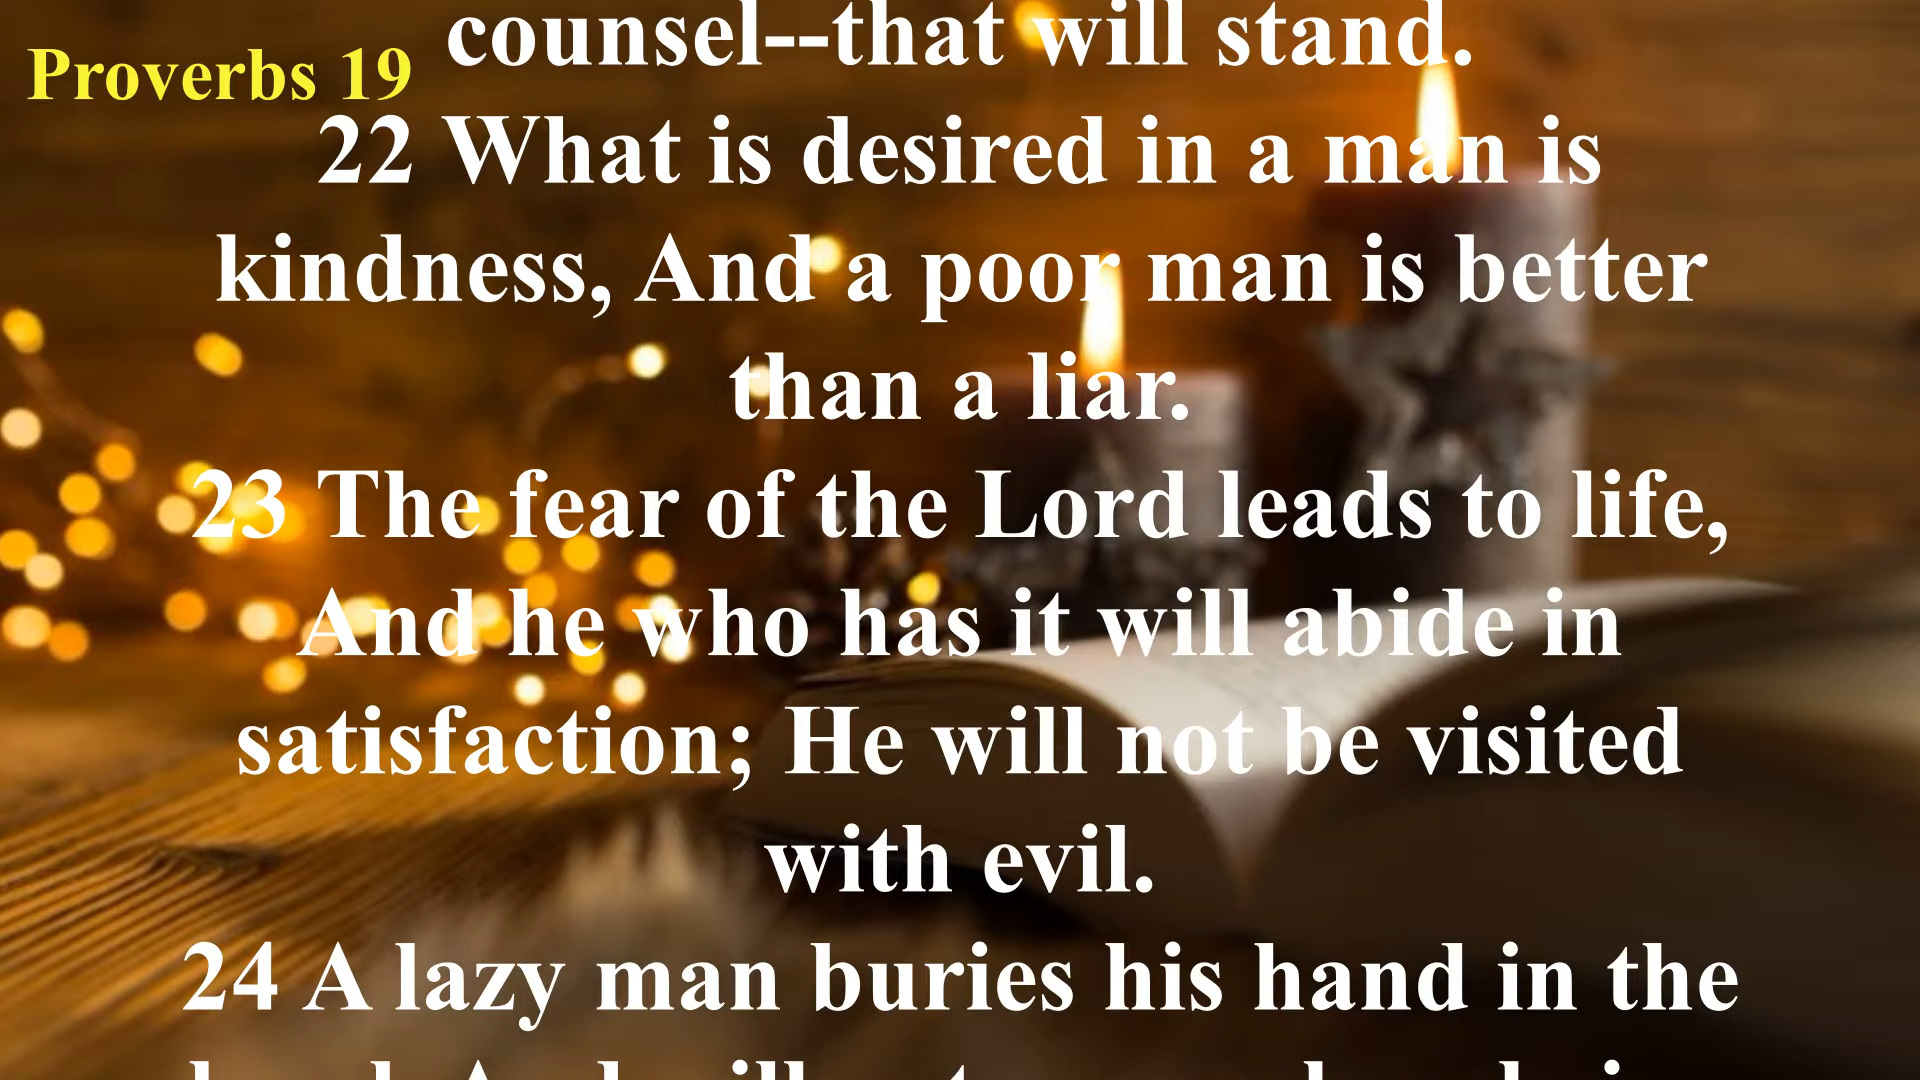 counsel--that will stand.
Proverbs 19
22 What is desired in a man is
kindness, And a poor man is better
than a liar.
23 The fear of the Lord leads to life,
And he who has it will abide in
satisfaction; He will not be visited
with evil.
24 A lazy man buries his hand in the